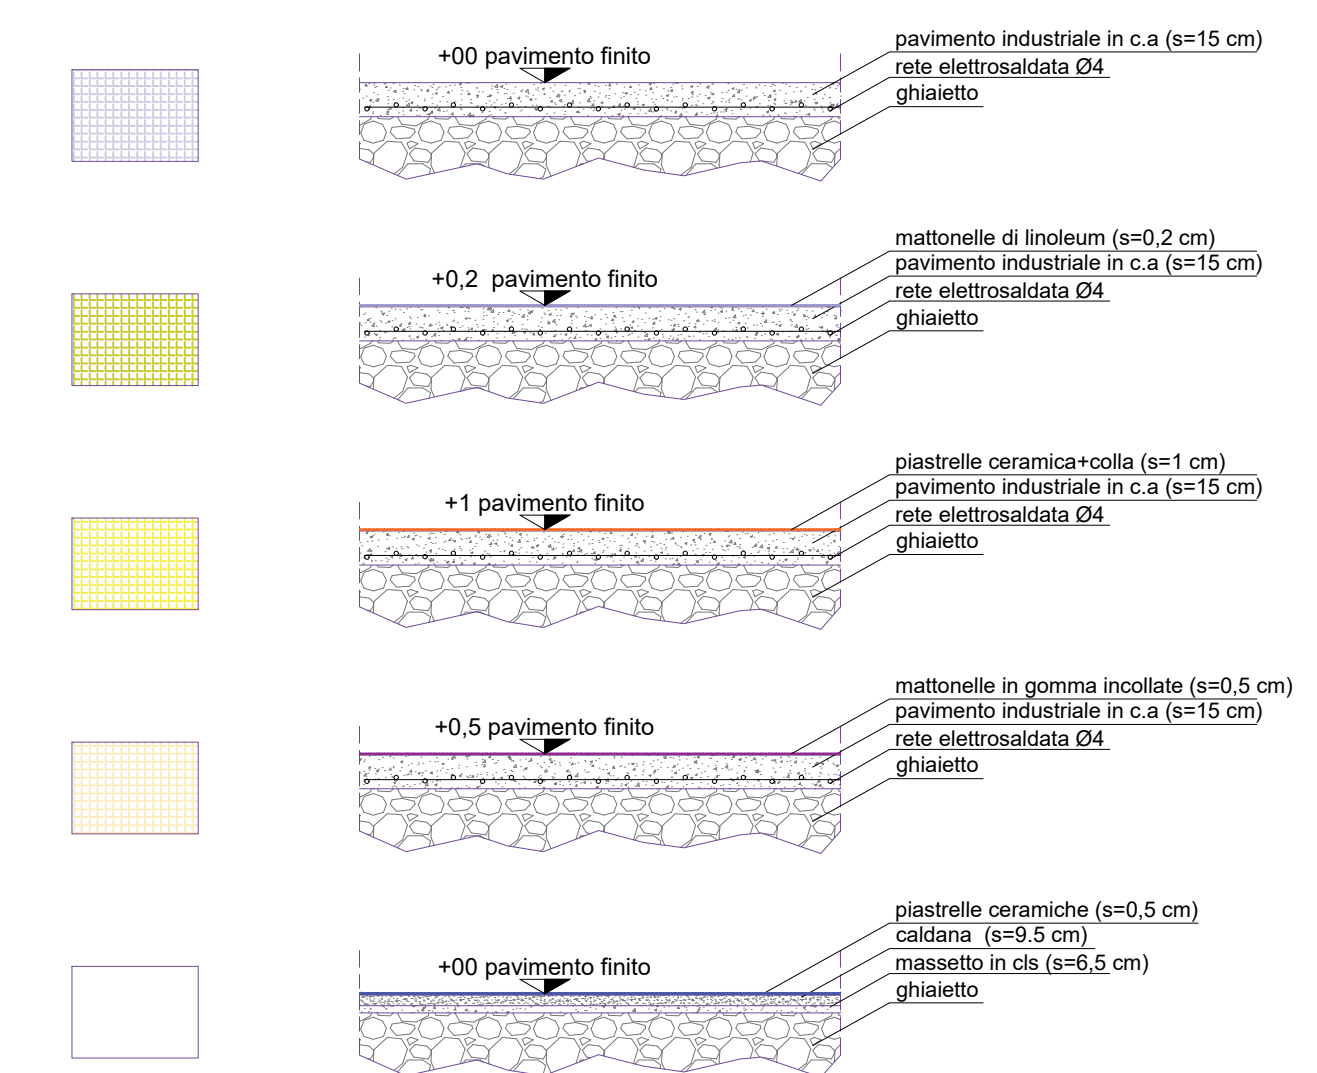 +00 pavimento finito
pavimento industriale in c.a (s=15 cm)
rete elettrosaldata Ø4
ghiaietto
+0,2 pavimento finito
mattonelle di linoleum (s=0,2 cm)
pavimento industriale in c.a (s=15 cm)
rete elettrosaldata Ø4
ghiaietto
+1 pavimento finito
piastrelle ceramica+colla (s=1 cm)
pavimento industriale in c.a (s=15 cm)
rete elettrosaldata Ø4
ghiaietto
+0,5 pavimento finito
mattonelle in gomma incollate (s=0,5 cm)
pavimento industriale in c.a (s=15 cm)
rete elettrosaldata Ø4
ghiaietto
+00 pavimento finito
piastrelle ceramiche (s=0,5 cm)
caldana (s=9.5 cm)
massetto in cls (s=6,5 cm)
ghiaietto